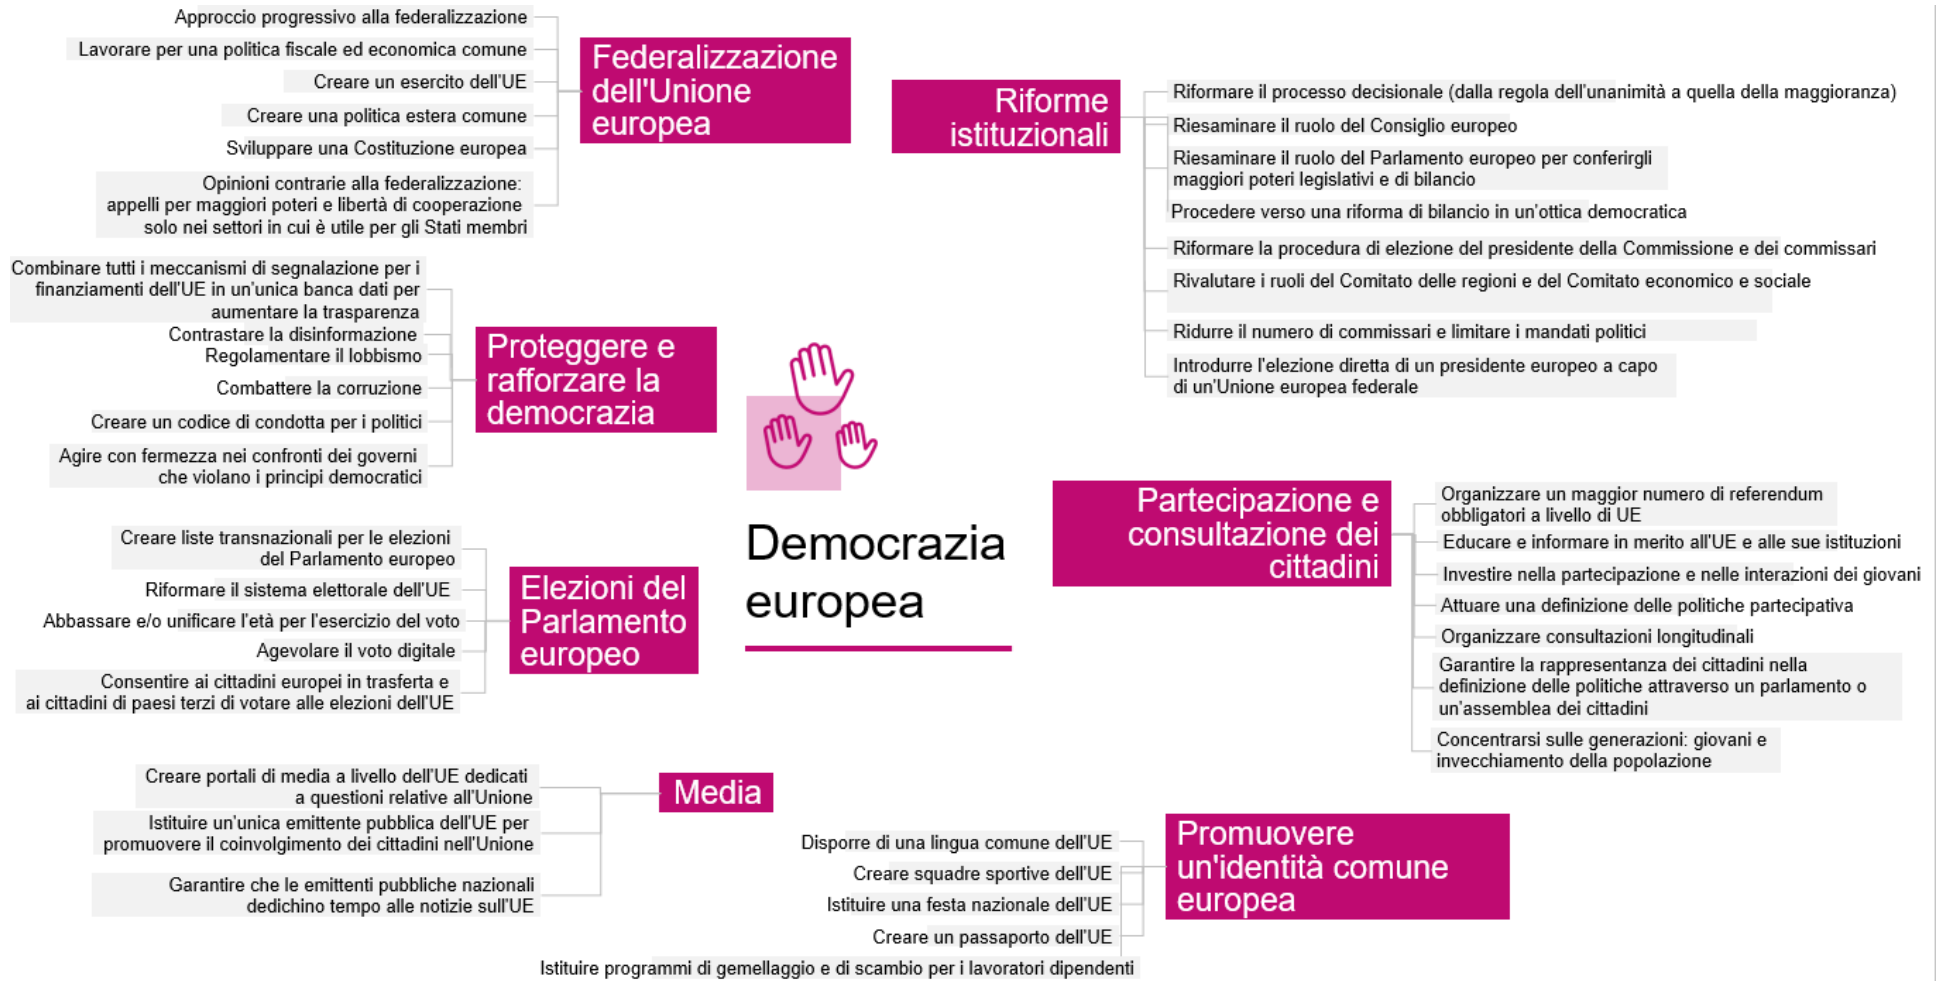 Approccio progressivo alla federalizzazione
Lavorare per una politica fiscale ed economica comune
Creare un esercito dell'UE
Creare una politica estera comune
Sviluppare una Costituzione europea
Opinioni contrarie alla federalizzazione:
appelli per maggiori poteri e libertà di cooperazione
solo nei settori in cui è utile per gli Stati membri
Federalizzazione
dell'Unione
europea
Riforme
istituzionali
Riformare il processo decisionale (dalla regola dell'unanimità a quella della maggioranza)
Riesaminare il ruolo del Consiglio europeo
Riesaminare il ruolo del Parlamento europeo per conferirgli
maggiori poteri legislativi e di bilancio
Procedere verso una riforma di bilancio in un'ottica democratica
Riformare la procedura di elezione del presidente della Commissione e dei commissari
Rivalutare i ruoli del Comitato delle regioni e del Comitato economico e sociale
Ridurre il numero di commissari e limitare i mandati politici
Introdurre l'elezione diretta di un presidente europeo a capo
di un'Unione europea federale
Combinare tutti i meccanismi di segnalazione per i
finanziamenti dell'UE in un'unica banca dati per
aumentare la trasparenza
Contrastare la disinformazione
Regolamentare il lobbismo
Combattere la corruzione
Creare un codice di condotta per i politici
Agire con fermezza nei confronti dei governi
che violano i principi democratici
Proteggere e
rafforzare la
democrazia
Democrazia
europea
Partecipazione e
consultazione dei
cittadini
Organizzare un maggior numero di referendum
obbligatori a livello di UE
Educare e informare in merito all'UE e alle sue istituzioni
Investire nella partecipazione e nelle interazioni dei giovani
Attuare una definizione delle politiche partecipativa
Organizzare consultazioni longitudinali
Garantire la rappresentanza dei cittadini nella
definizione delle politiche attraverso un parlamento o
un'assemblea dei cittadini
Concentrarsi sulle generazioni: giovani e
invecchiamento della popolazione
Creare liste transnazionali per le elezioni
del Parlamento europeo
Riformare il sistema elettorale dell'UE
Abbassare e/o unificare l'età per l'esercizio del voto
Agevolare il voto digitale
Consentire ai cittadini europei in trasferta e
ai cittadini di paesi terzi di votare alle elezioni dell'UE
Elezioni del
Parlamento
europeo
Creare portali di media a livello dell'UE dedicati
a questioni relative all'Unione
Istituire un'unica emittente pubblica dell'UE per
promuovere il coinvolgimento dei cittadini nell'Unione
Garantire che le emittenti pubbliche nazionali
dedichino tempo alle notizie sull'UE
Media
Disporre di una lingua comune dell'UE
Creare squadre sportive dell'UE
Istituire una festa nazionale dell'UE
Creare un passaporto dell'UE
Istituire programmi di gemellaggio e di scambio per i lavoratori dipendenti
Promuovere
un'identità comune
europea